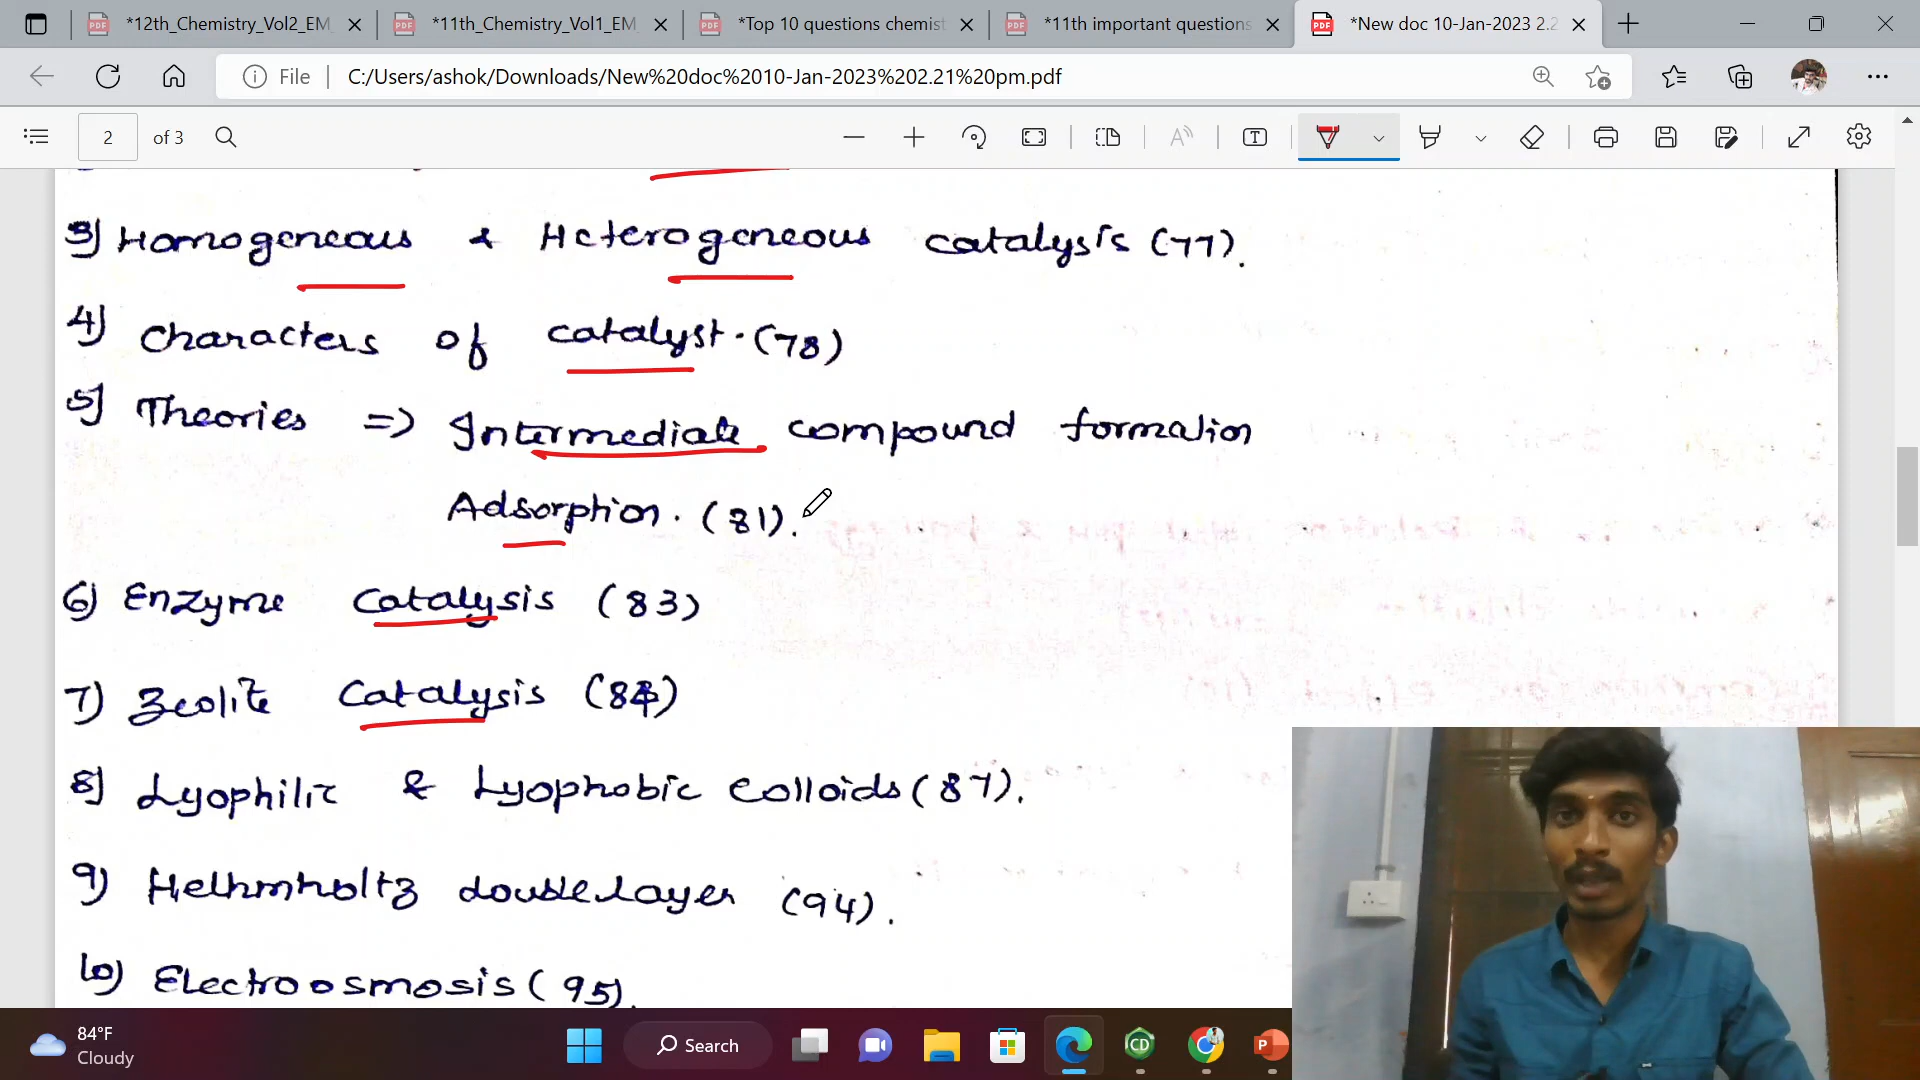 *12th_Chemistry_Vol2_EM
*11th_Chemistry_Vol1_EM
*Top 10 questions chemist
*11th important questions
*New doc 10-Jan-2023 2.2
File
C:/Users/ashok/Downloads/New%20doc%2010-Jan-2023%202.21%20pm.pdf
2 of 3
3) Homogeneous & Heterogeneous catalysis (77).
4) Characters of catalyst. (78)
5) Theories => Intermediate compound formation
Adsorption. (81).
6) Enzyme Catalysis (83)
7) Zeolite Catalysis (84)
8) Lyophilic & Lyophobic Colloids (87).
9) Helhmholtz double layer (94).
10) Electroosmosis (95).
84°F
Cloudy
Search